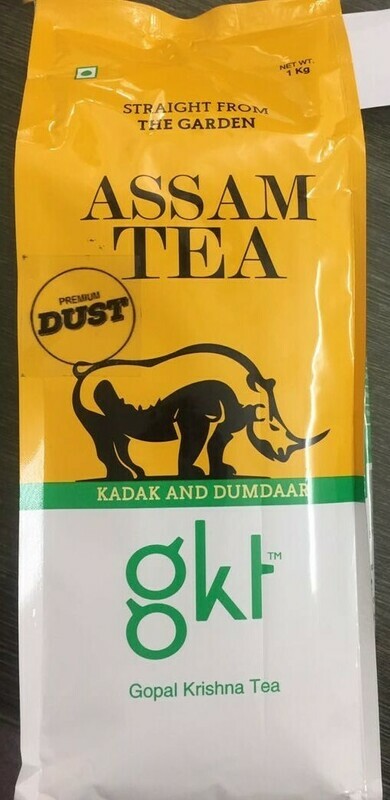 NET WT.
1 Kg
STRAIGHT FROM
THE GARDEN
ASSAM
TEA
PREMIUM
DUST
KADAK AND DUMDAAR
gkt™
Gopal Krishna Tea